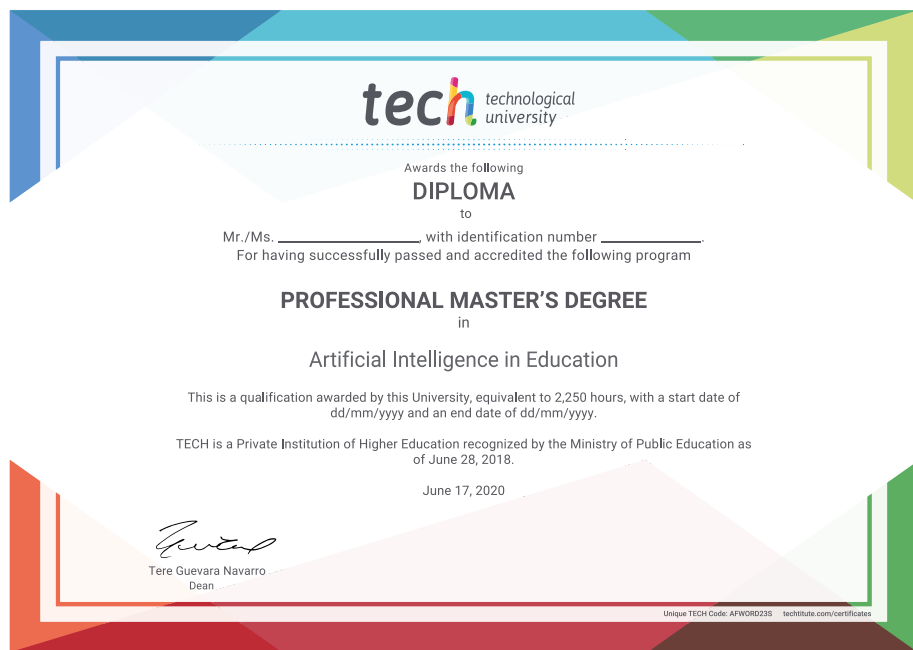 tech technological
university
Awards the following
DIPLOMA
to
Mr./Ms. ____________________, with identification number ______________.
For having successfully passed and accredited the following program
PROFESSIONAL MASTER'S DEGREE
in
Artificial Intelligence in Education
This is a qualification awarded by this University, equivalent to 2,250 hours, with a start date of
dd/mm/yyyy and an end date of dd/mm/yyyy.
TECH is a Private Institution of Higher Education recognized by the Ministry of Public Education as
of June 28, 2018.
June 17, 2020
Tere Guevara Navarro
Dean
Unique TECH Code: AFWORD23S techtitute.com/certificates